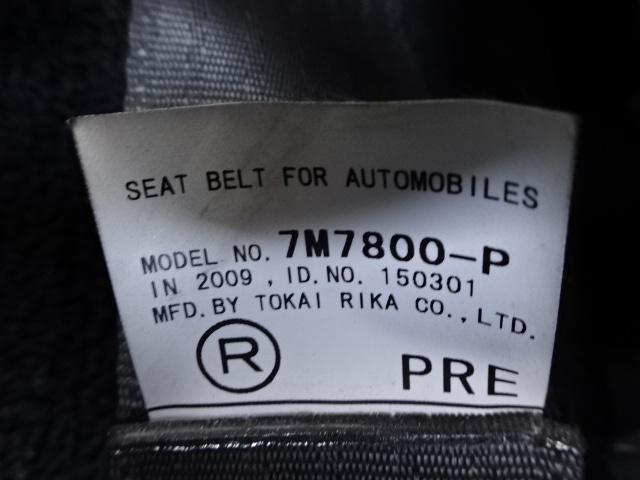 SEAT BELT FOR AUTOMOBILES
MODEL NO. 7M7800-P
IN 2009 , ID. NO. 150301
MFD. BY TOKAI RIKA CO., LTD.
R PRE